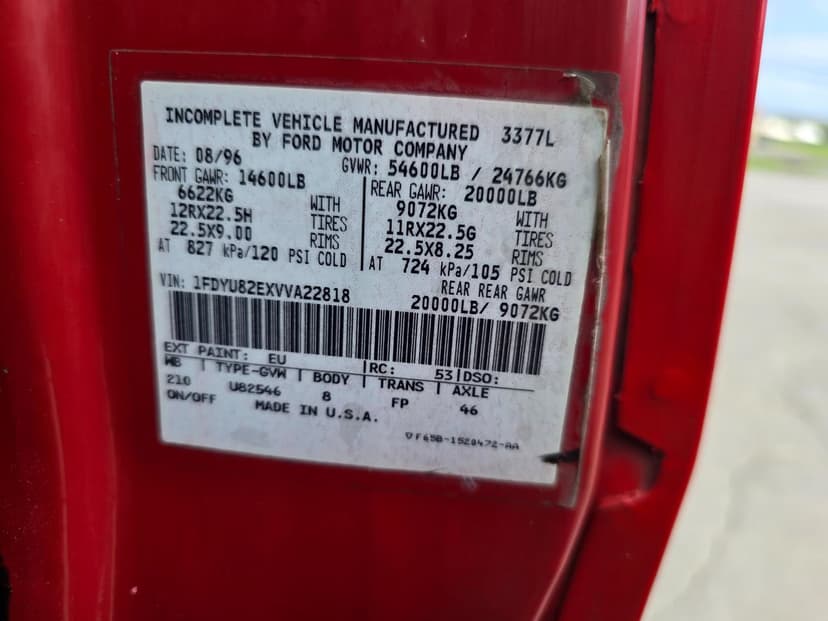 INCOMPLETE VEHICLE MANUFACTURED 3377L
BY FORD MOTOR COMPANY
DATE: 08/96 GVWR: 54600LB / 24766KG
FRONT GAWR: 14600LB REAR GAWR: 20000LB
6622KG WITH 9072KG WITH
12RX22.5H TIRES 11RX22.5G TIRES
22.5X9.00 RIMS 22.5X8.25 RIMS
AT 827 kPa/120 PSI COLD AT 724 kPa/105 PSI COLD
REAR REAR GAWR
VIN: 1FDYU82EXVVA22818 20000LB/ 9072KG
EXT PAINT: EU RC: 53 DSO:
WB TYPE-GVW BODY TRANS AXLE
210 U82546 8 FP 46
ON/OFF MADE IN U.S.A.
F65B-1520472-AA